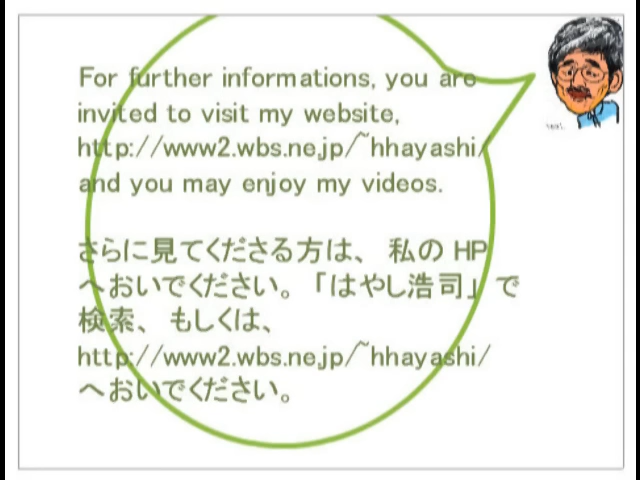 For further informations, you are
invited to visit my website,
http://www2.wbs.ne.jp/~hhayashi/
and you may enjoy my videos.
さらに見てくださる方は、 私の HP
へおいでください。 「はやし浩司」 で
検索、 もしくは、
http://www2.wbs.ne.jp/~hhayashi/
へおいでください。